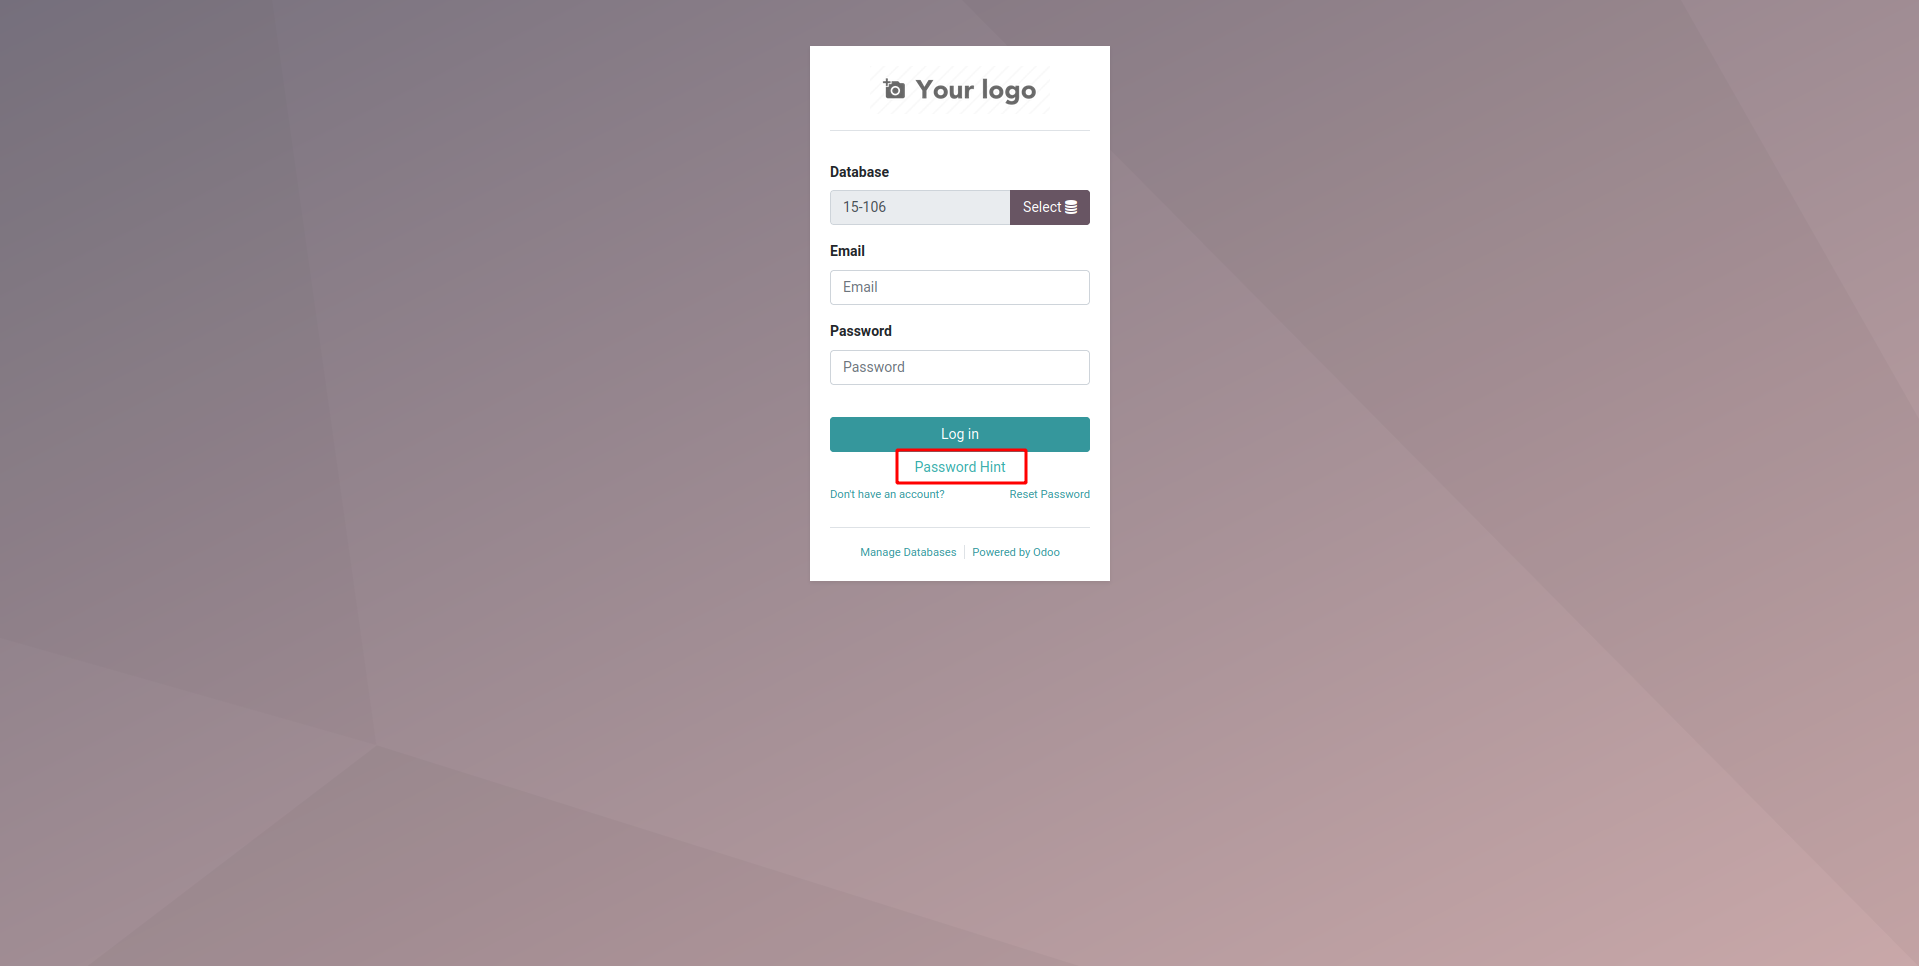 Your logo
Database
15-106 Select
Email
Email
Password
Password
Log in
Password Hint
Don't have an account? Reset Password
Manage Databases Powered by Odoo